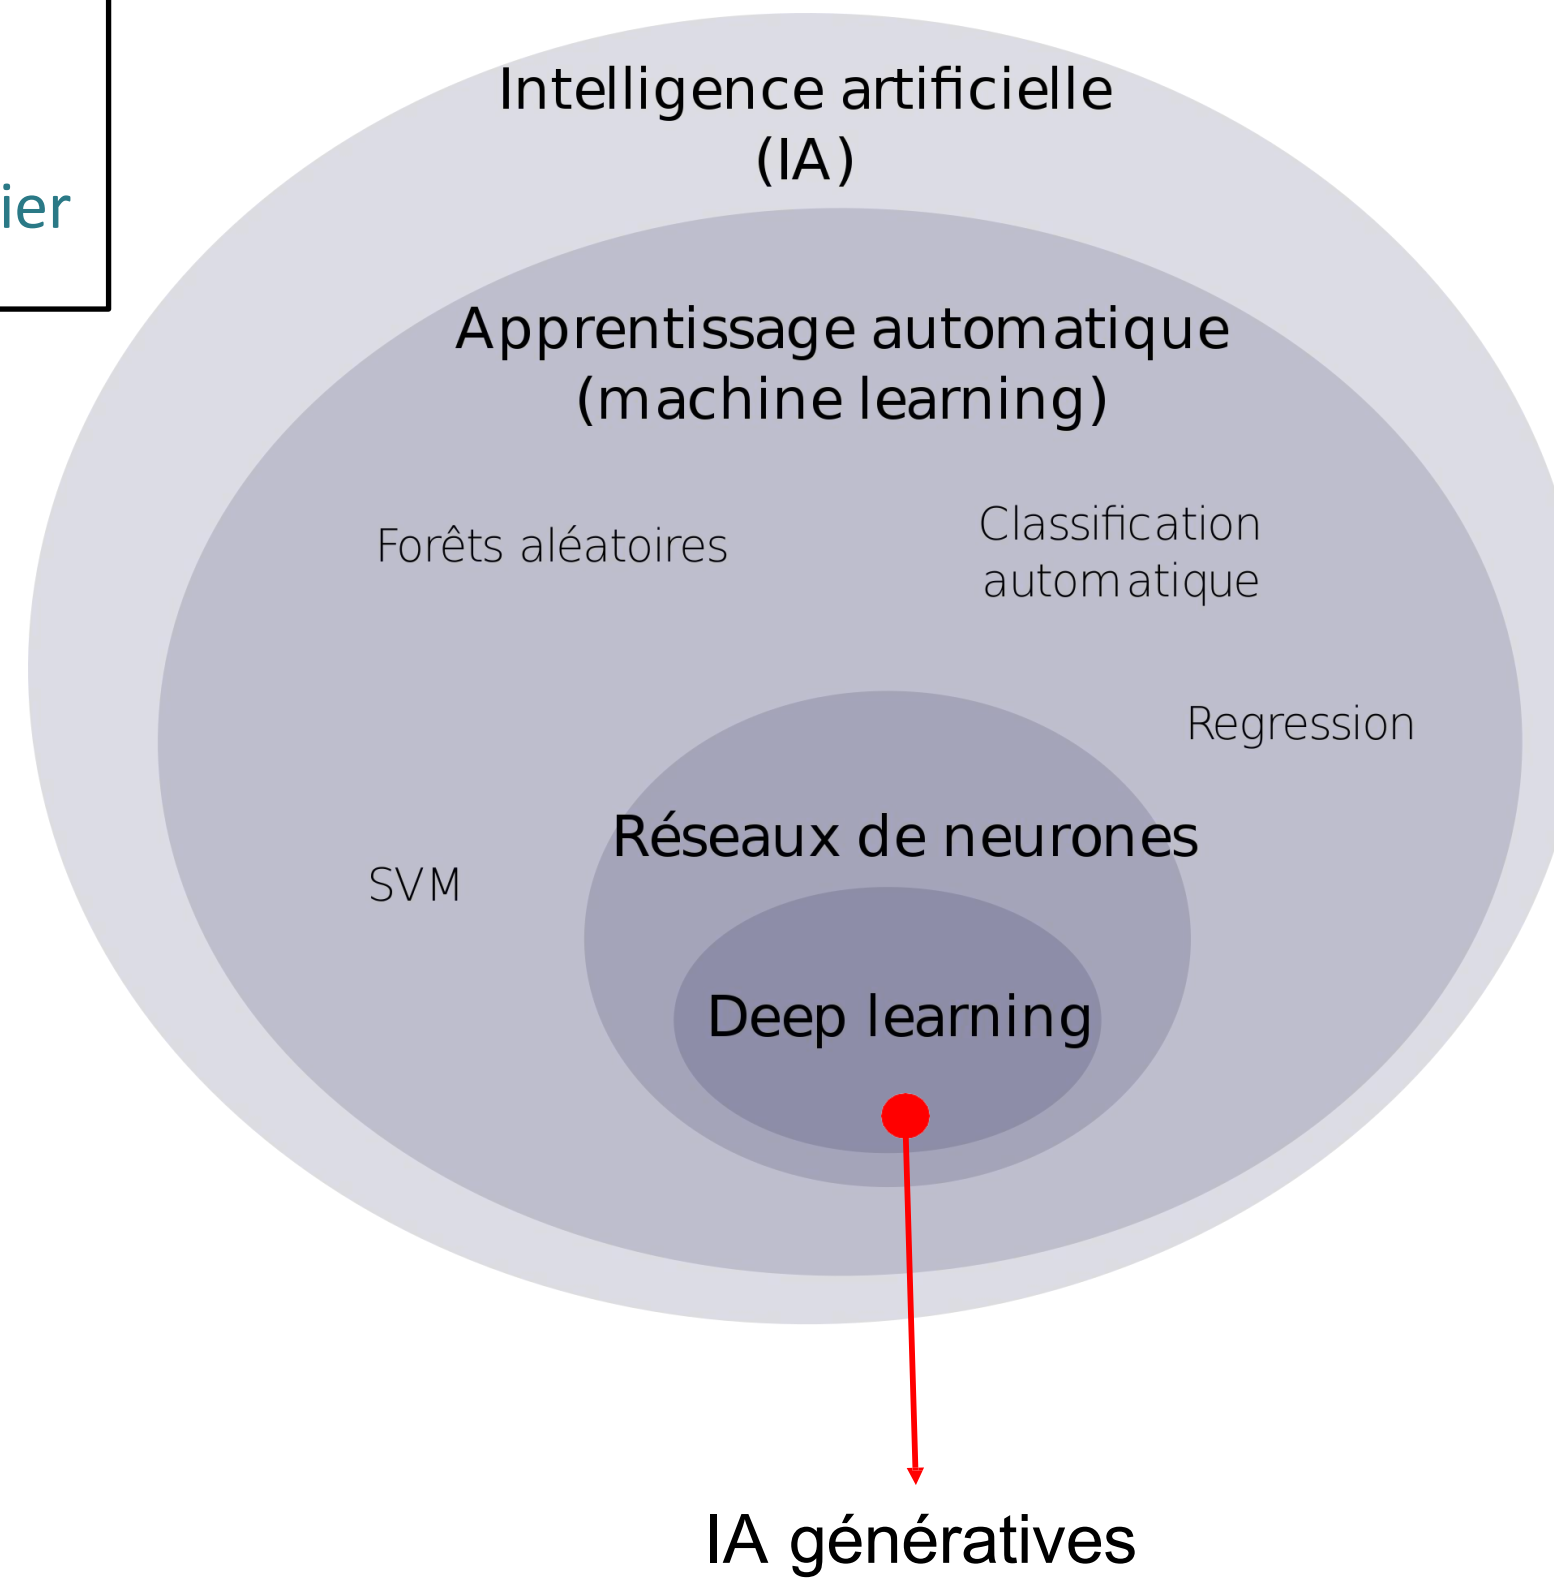 ier
Intelligence artificielle
(IA)
Apprentissage automatique
(machine learning)
Forêts aléatoires
Classification
automatique
Regression
Réseaux de neurones
SVM
Deep learning
IA génératives